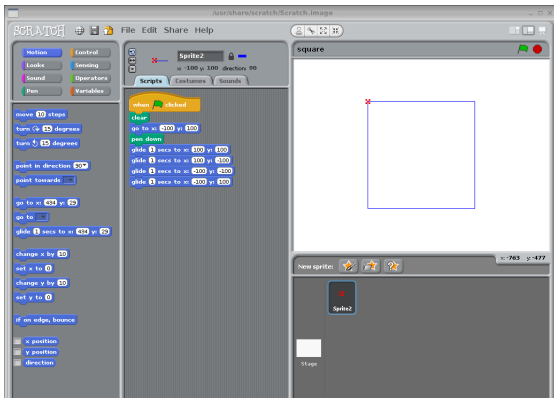 /usr/share/scratch/Scratch.image
SCRATCH File Edit Share Help
Motion Control
Looks Sensing
Sound Operators
Pen Variables
move 10 steps
turn 15 degrees
turn 15 degrees
point in direction 90
point towards
go to x: 434 y: 29
go to
glide 1 secs to x: 434 y: 29
change x by 10
set x to 0
change y by 10
set y to 0
if on edge, bounce
x position
y position
direction
Sprite2
x: -100 y: 100 direction: 90
Scripts Costumes Sounds
when clicked
clear
go to x: -100 y: 100
pen down
glide 1 secs to x: 100 y: 100
glide 1 secs to x: 100 y: -100
glide 1 secs to x: -100 y: -100
glide 1 secs to x: -100 y: 100
square
x: -763 y: -477
New sprite:
Sprite2
Stage